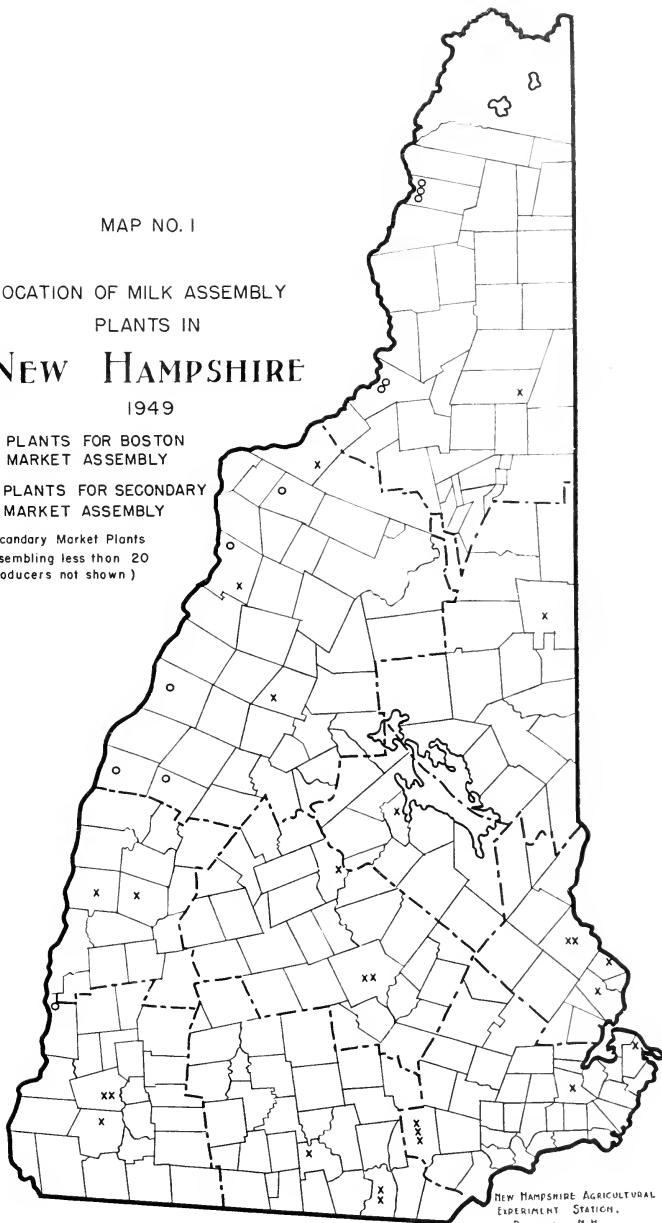 MAP NO. I
OCATION OF MILK ASSEMBLY
PLANTS IN
NEW HAMPSHIRE
1949
PLANTS FOR BOSTON
MARKET ASSEMBLY
PLANTS FOR SECONDARY
MARKET ASSEMBLY
condary Market Plants
sembling less than 20
oducers not shown )
NEW HAMPSHIRE AGRICULTURAL
EXPERIMENT STATION,
N.H.